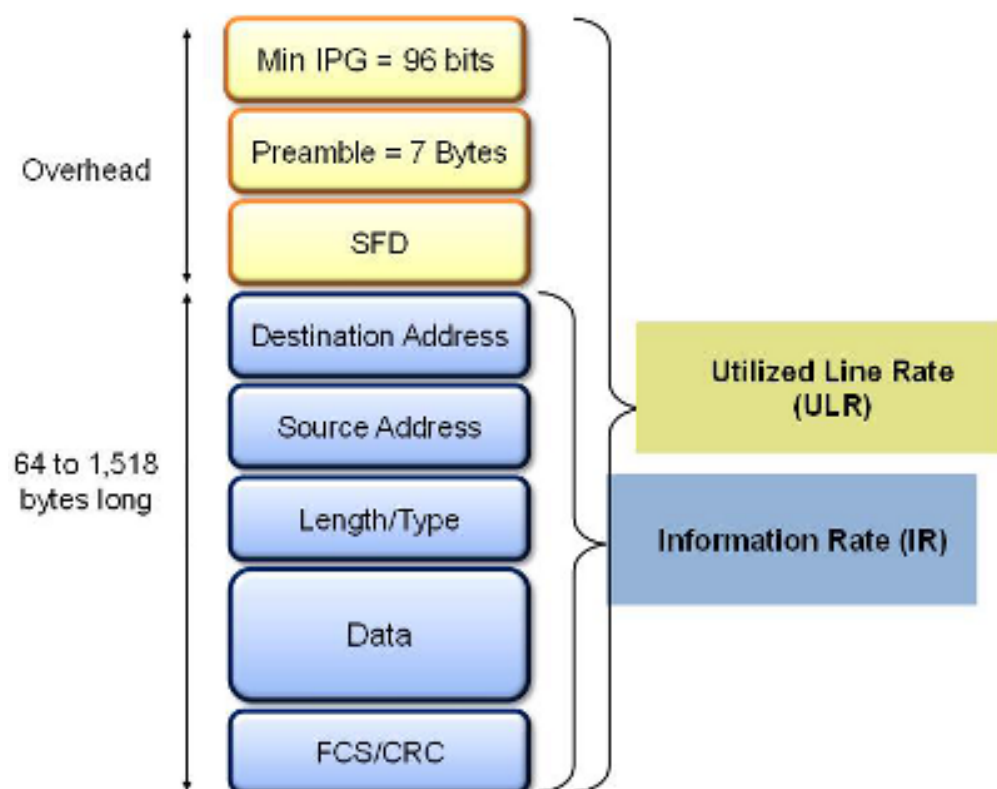 Min IPG = 96 bits
Preamble = 7 Bytes
Overhead
SFD
Destination Address
Source Address
64 to 1,518
bytes long
Length/Type
Data
FCS/CRC
Utilized Line Rate
(ULR)
Information Rate (IR)